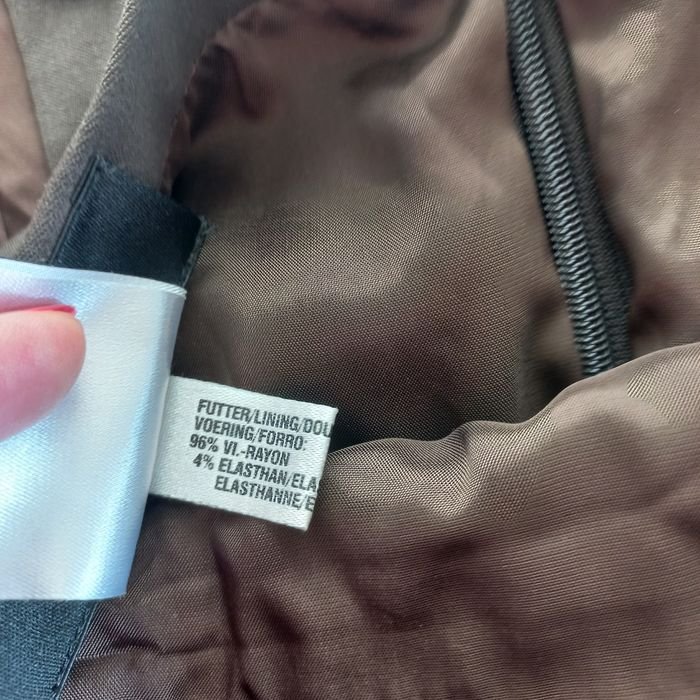 FUTTER/LINING/DOU
VOERING/FORRO:
96% VI.-RAYON
4% ELASTHAN/ELA
ELASTHANNE/E